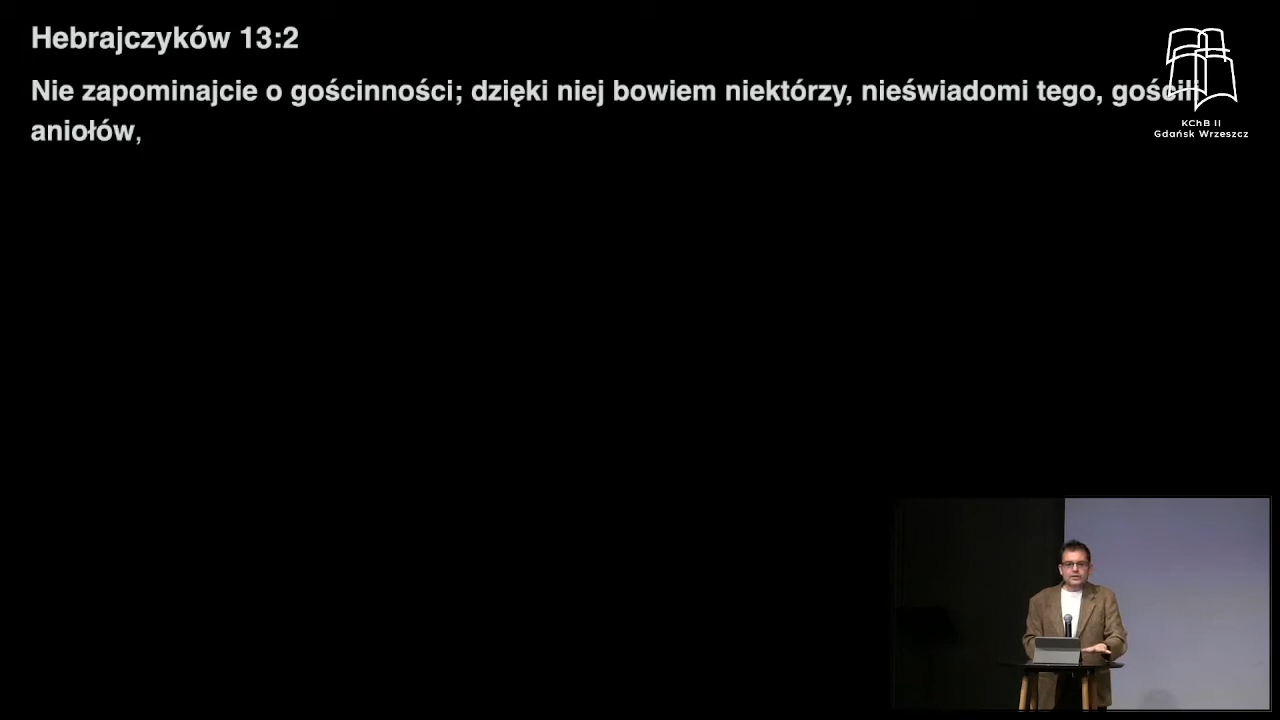 Hebrajczyków 13:2
Nie zapominajcie o gościnności; dzięki niej bowiem niektórzy, nieświadomi tego, gościli
aniołów,
KChB II
Gdańsk Wrzeszcz